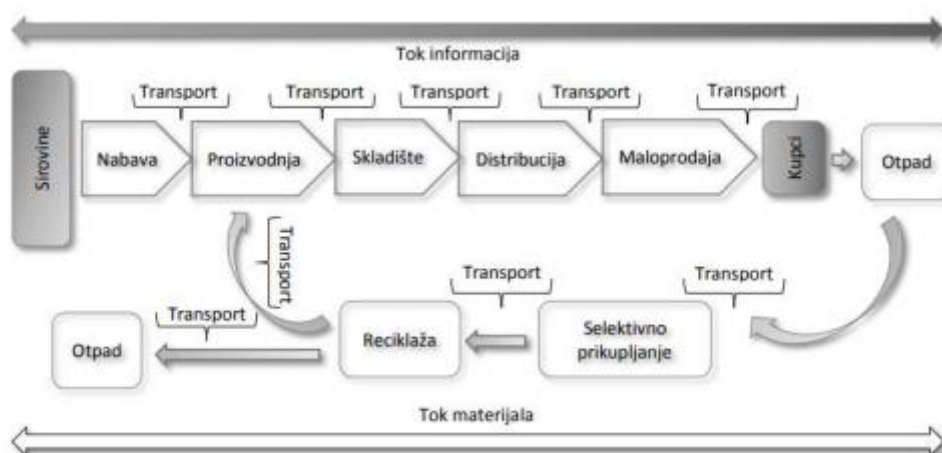 Tok informacija
Transport
Transport
Transport
Transport
Transport
Sirovine
Nabava
Proizvodnja
Skladište
Distribucija
Maloprodaja
Kupci
Otpad
Transport
Transport
Transport
Transport
Otpad
Reciklaža
Selektivno
prikupljanje
Tok materijala